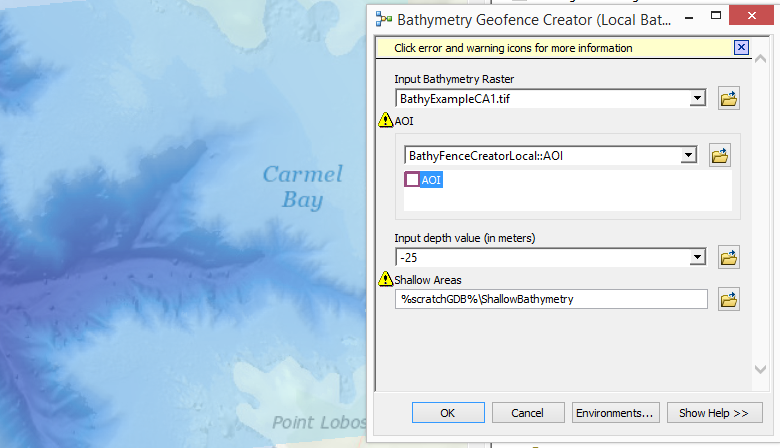 Bathymetry Geofence Creator (Local Bat...
Click error and warning icons for more information
Input Bathymetry Raster
BathyExampleCA1.tif
AOI
BathyFenceCreatorLocal::AOI
AOI
Input depth value (in meters)
-25
Shallow Areas
%scratchGDB%\ShallowBathymetry
OK
Cancel
Environments...
Show Help >>
Carmel
Bay
Point Lobos